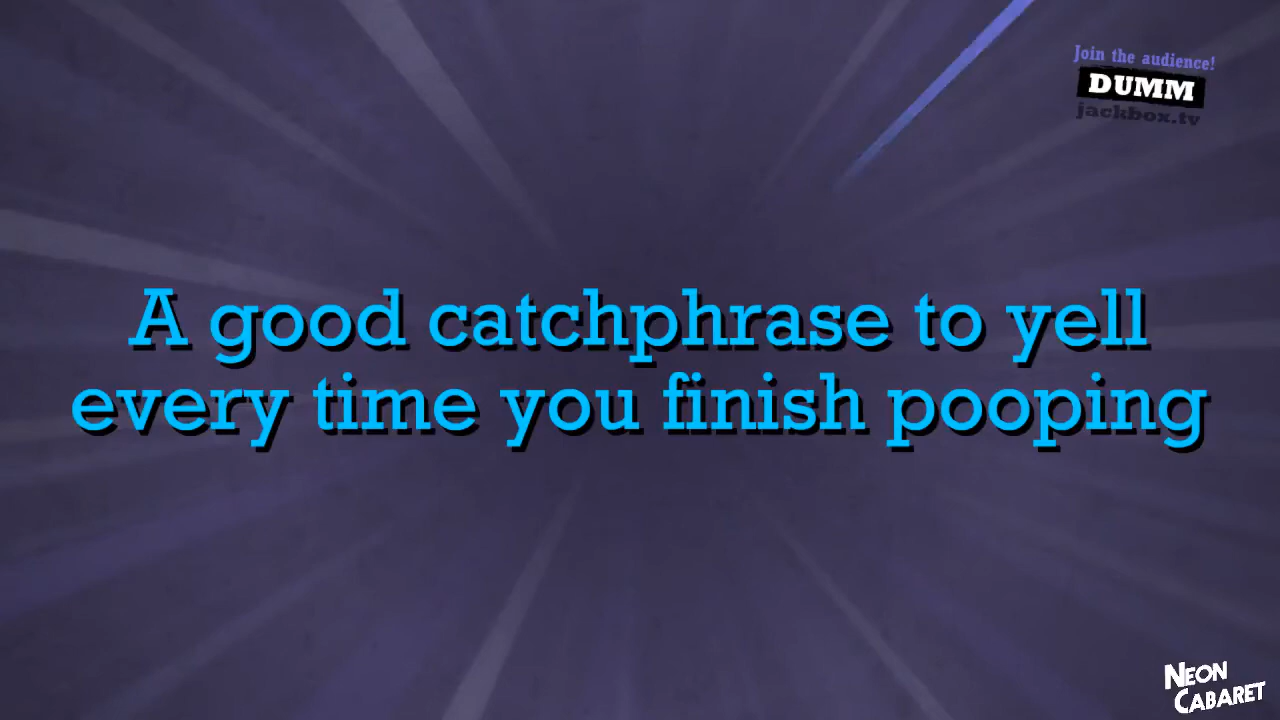 Join the audience!
DUMM
jackbox.tv
A good catchphrase to yell
every time you finish pooping
NEON
CABARET